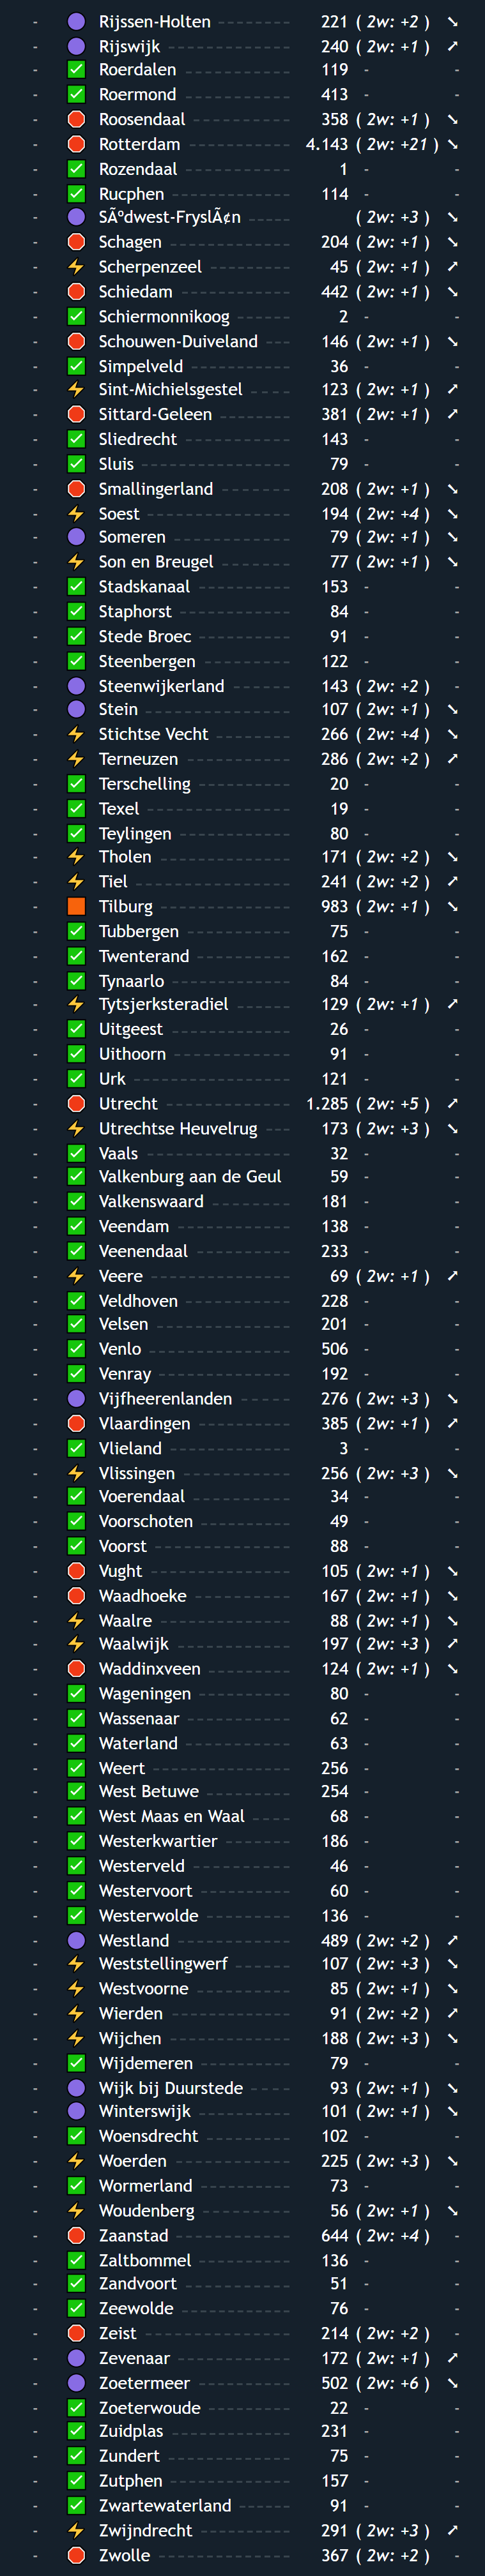 - Rijssen-Holten 221 ( 2w: +2 ) ➘
- Rijswijk 240 ( 2w: +1 ) ➚
- Roerdalen 119 - -
- Roermond 413 - -
- Roosendaal 358 ( 2w: +1 ) ➘
- Rotterdam 4.143 ( 2w: +21 ) ➘
- Rozendaal 1 - -
- Rucphen 114 - -
- SÃºdwest-FryslÃ¢n ( 2w: +3 ) ➘
- Schagen 204 ( 2w: +1 ) ➘
- Scherpenzeel 45 ( 2w: +1 ) ➚
- Schiedam 442 ( 2w: +1 ) ➘
- Schiermonnikoog 2 - -
- Schouwen-Duiveland 146 ( 2w: +1 ) ➘
- Simpelveld 36 - -
- Sint-Michielsgestel 123 ( 2w: +1 ) ➚
- Sittard-Geleen 381 ( 2w: +1 ) ➚
- Sliedrecht 143 - -
- Sluis 79 - -
- Smallingerland 208 ( 2w: +1 ) ➘
- Soest 194 ( 2w: +4 ) ➘
- Someren 79 ( 2w: +1 ) ➘
- Son en Breugel 77 ( 2w: +1 ) ➘
- Stadskanaal 153 - -
- Staphorst 84 - -
- Stede Broec 91 - -
- Steenbergen 122 - -
- Steenwijkerland 143 ( 2w: +2 ) -
- Stein 107 ( 2w: +1 ) ➘
- Stichtse Vecht 266 ( 2w: +4 ) ➘
- Terneuzen 286 ( 2w: +2 ) ➚
- Terschelling 20 - -
- Texel 19 - -
- Teylingen 80 - -
- Tholen 171 ( 2w: +2 ) ➘
- Tiel 241 ( 2w: +2 ) ➚
- Tilburg 983 ( 2w: +1 ) ➘
- Tubbergen 75 - -
- Twenterand 162 - -
- Tynaarlo 84 - -
- Tytsjerksteradiel 129 ( 2w: +1 ) ➚
- Uitgeest 26 - -
- Uithoorn 91 - -
- Urk 121 - -
- Utrecht 1.285 ( 2w: +5 ) ➚
- Utrechtse Heuvelrug 173 ( 2w: +3 ) ➘
- Vaals 32 - -
- Valkenburg aan de Geul 59 - -
- Valkenswaard 181 - -
- Veendam 138 - -
- Veenendaal 233 - -
- Veere 69 ( 2w: +1 ) ➚
- Veldhoven 228 - -
- Velsen 201 - -
- Venlo 506 - -
- Venray 192 - -
- Vijfheerenlanden 276 ( 2w: +3 ) ➘
- Vlaardingen 385 ( 2w: +1 ) ➚
- Vlieland 3 - -
- Vlissingen 256 ( 2w: +3 ) ➘
- Voerendaal 34 - -
- Voorschoten 49 - -
- Voorst 88 - -
- Vught 105 ( 2w: +1 ) ➘
- Waadhoeke 167 ( 2w: +1 ) ➘
- Waalre 88 ( 2w: +1 ) ➘
- Waalwijk 197 ( 2w: +3 ) ➚
- Waddinxveen 124 ( 2w: +1 ) ➘
- Wageningen 80 - -
- Wassenaar 62 - -
- Waterland 63 - -
- Weert 256 - -
- West Betuwe 254 - -
- West Maas en Waal 68 - -
- Westerkwartier 186 - -
- Westerveld 46 - -
- Westervoort 60 - -
- Westerwolde 136 - -
- Westland 489 ( 2w: +2 ) ➚
- Weststellingwerf 107 ( 2w: +3 ) ➘
- Westvoorne 85 ( 2w: +1 ) ➘
- Wierden 91 ( 2w: +2 ) ➚
- Wijchen 188 ( 2w: +3 ) ➘
- Wijdemeren 79 - -
- Wijk bij Duurstede 93 ( 2w: +1 ) ➘
- Winterswijk 101 ( 2w: +1 ) ➘
- Woensdrecht 102 - -
- Woerden 225 ( 2w: +3 ) ➘
- Wormerland 73 - -
- Woudenberg 56 ( 2w: +1 ) ➘
- Zaanstad 644 ( 2w: +4 ) -
- Zaltbommel 136 - -
- Zandvoort 51 - -
- Zeewolde 76 - -
- Zeist 214 ( 2w: +2 ) -
- Zevenaar 172 ( 2w: +1 ) ➚
- Zoetermeer 502 ( 2w: +6 ) ➘
- Zoeterwoude 22 - -
- Zuidplas 231 - -
- Zundert 75 - -
- Zutphen 157 - -
- Zwartewaterland 91 - -
- Zwijndrecht 291 ( 2w: +3 ) ➚
- Zwolle 367 ( 2w: +2 ) -